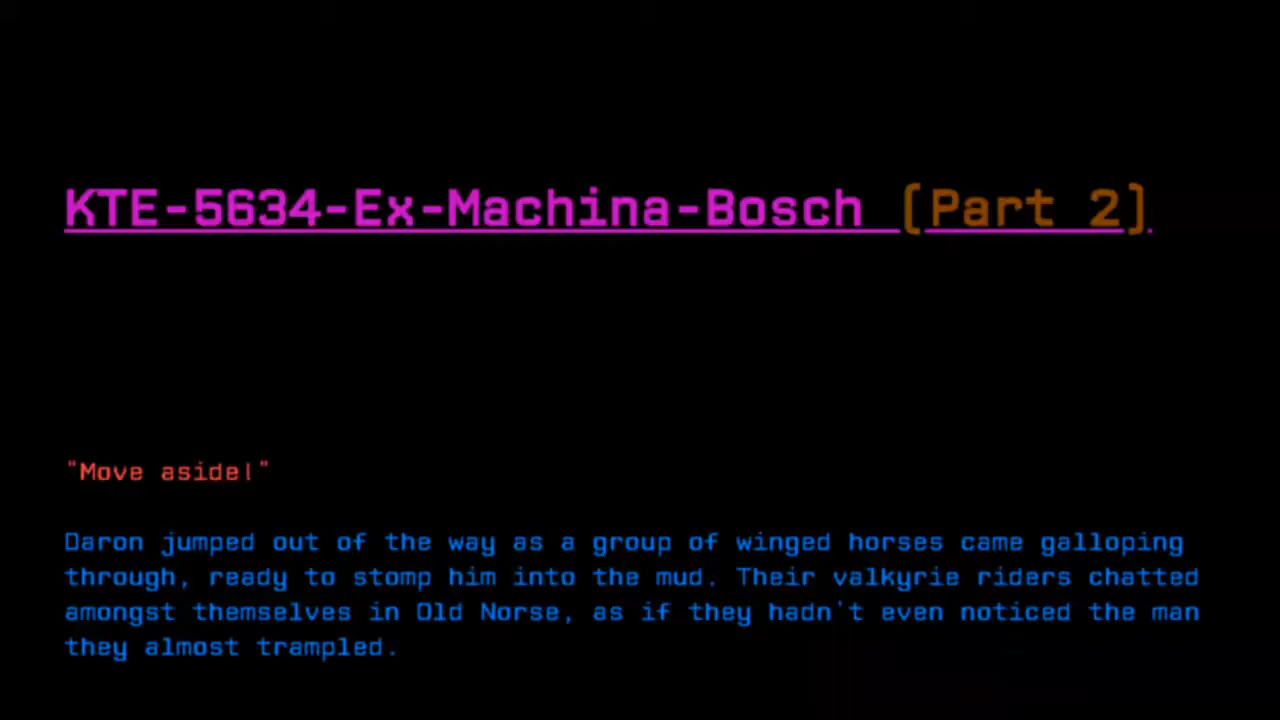 KTE-5634-Ex-Machina-Bosch (Part 2)
"Move aside!"
Daron jumped out of the way as a group of winged horses came galloping
through, ready to stomp him into the mud. Their valkyrie riders chatted
amongst themselves in Old Norse, as if they hadn't even noticed the man
they almost trampled.